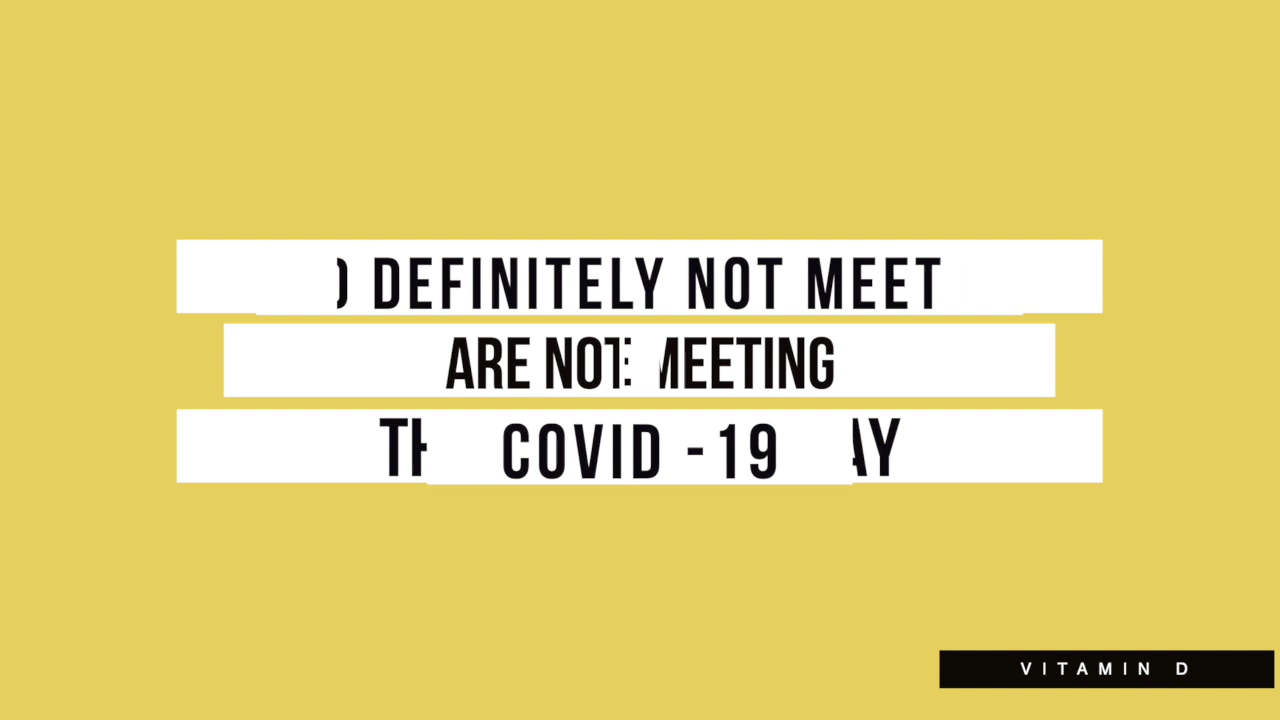 DEFINITELY NOT MEET
ARE NOT MEETING
COVID -19
VITAMIN D